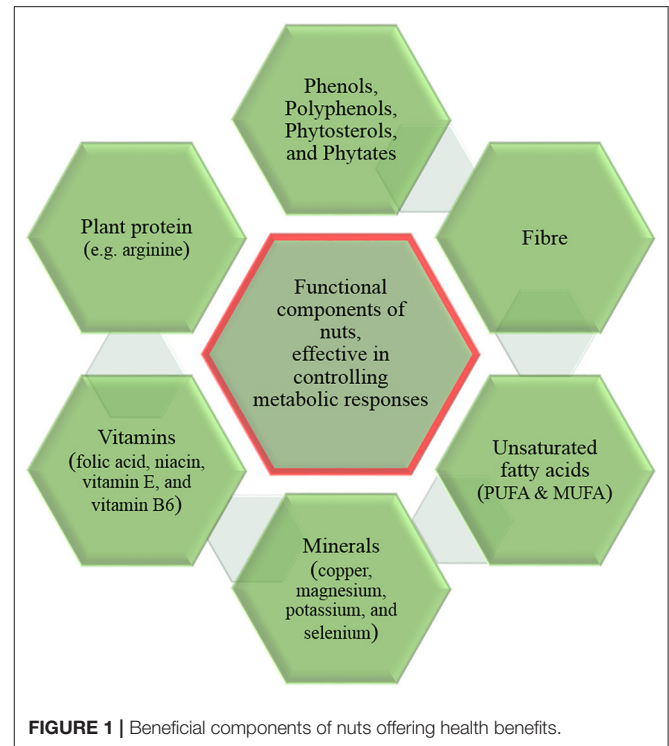 Phenols,
Polyphenols,
Phytosterols,
and Phytates
Plant protein
(e.g. arginine)
Fibre
Functional
components of
nuts,
effective in
controlling
metabolic responses
Vitamins
(folic acid, niacin,
vitamin E, and
vitamin B6)
Unsaturated
fatty acids
(PUFA & MUFA)
Minerals
(copper,
magnesium,
potassium, and
selenium)
FIGURE 1 | Beneficial components of nuts offering health benefits.